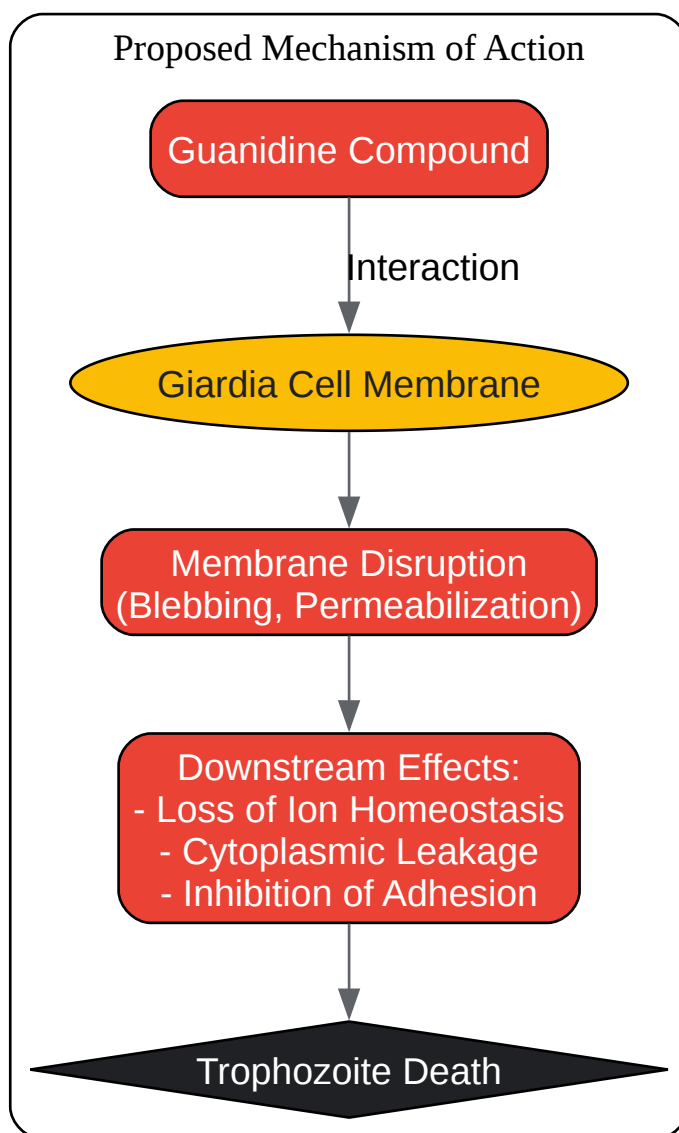 Proposed Mechanism of Action
Guanidine Compound
Interaction
Giardia Cell Membrane
Membrane Disruption
(Blebbing, Permeabilization)
Downstream Effects:
- Loss of Ion Homeostasis
- Cytoplasmic Leakage
- Inhibition of Adhesion
Trophozoite Death